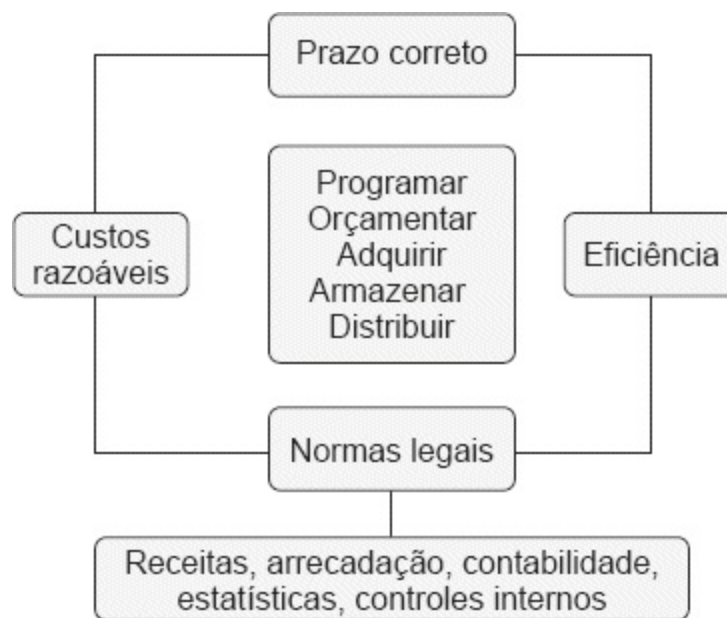 Prazo correto
Programar
Orçamentar
Adquirir
Armazenar
Distribuir
Custos
razoáveis
Eficiência
Normas legais
Receitas, arrecadação, contabilidade,
estatísticas, controles internos